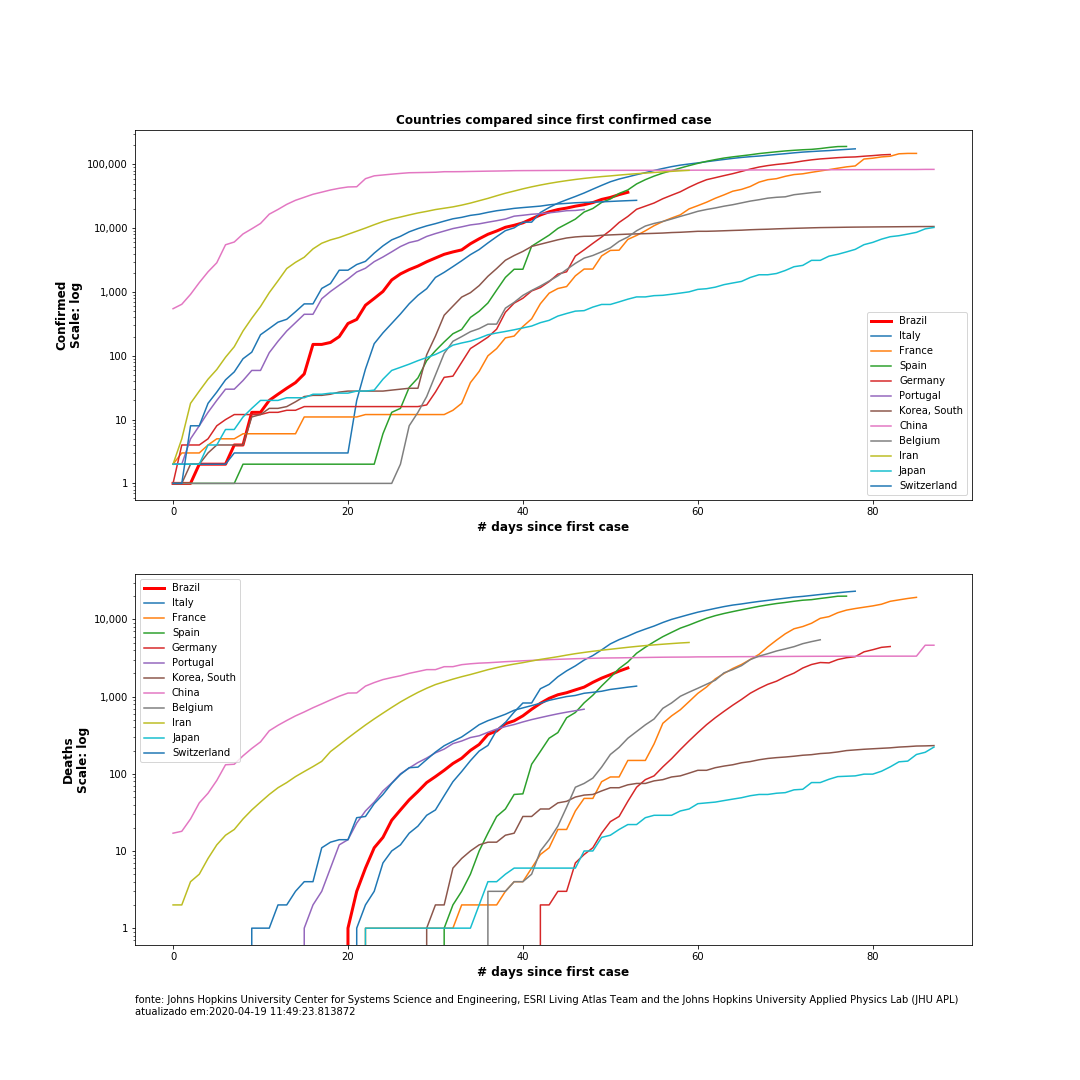 Countries compared since first confirmed case
Confirmed
Scale: log
100,000
10,000
1,000
100
10
1
0
20
40
60
80
# days since first case
Brazil
Italy
France
Spain
Germany
Portugal
Korea, South
China
Belgium
Iran
Japan
Switzerland
Deaths
Scale: log
10,000
1,000
100
10
1
Brazil
Italy
France
Spain
Germany
Portugal
Korea, South
China
Belgium
Iran
Japan
Switzerland
0
20
40
60
80
# days since first case
fonte: Johns Hopkins University Center for Systems Science and Engineering, ESRI Living Atlas Team and the Johns Hopkins University Applied Physics Lab (JHU APL)
atualizado em:2020-04-19 11:49:23.813872